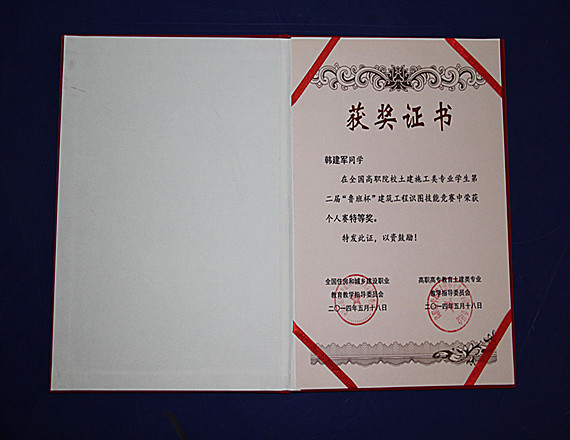 获奖证书
韩建军同学
在全国高职院校土建施工类专业学生第
二届“鲁班杯”建筑工程识图技能竞赛中荣获
个人赛特等奖。
特发此证，以资鼓励！
全国住房和城乡建设职业
教育教学指导委员会
二〇一四年五月十八日
高职高专教育土建类专业
教学指导委员会
二〇一四年五月十八日